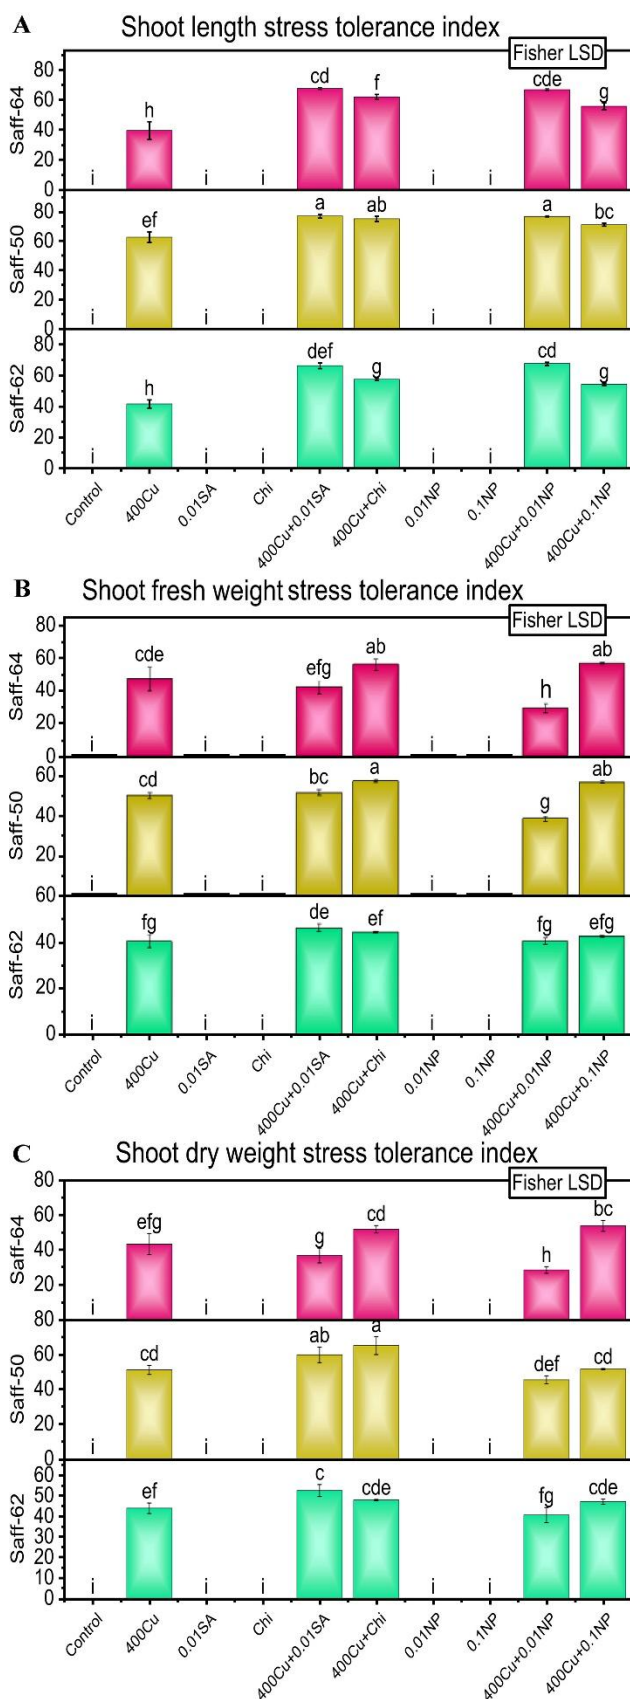 A Shoot length stress tolerance index
Fisher LSD
Saff-64
80
60
40
20
0
i h i i cd f i i cde g
Saff-50
80
60
40
20
0
i ef i i a ab i i a bc
Saff-62
80
60
40
20
0
i h i i def g i i cd g
Control 400Cu 0.01SA Chi 400Cu+0.01SA 400Cu+Chi 0.01NP 0.1NP 400Cu+0.01NP 400Cu+0.1NP
B Shoot fresh weight stress tolerance index
Fisher LSD
Saff-64
80
60
40
20
0
i cde i i efg ab i i h ab
Saff-50
60
40
20
i cd i i bc a i i g ab
Saff-62
60
40
20
0
i fg i i de ef i i fg efg
Control 400Cu 0.01SA Chi 400Cu+0.01SA 400Cu+Chi 0.01NP 0.1NP 400Cu+0.01NP 400Cu+0.1NP
C Shoot dry weight stress tolerance index
Fisher LSD
Saff-64
80
60
40
20
i efg i i g cd i i h bc
Saff-50
80
60
40
20
0
i cd i i ab a i i def cd
Saff-62
60
50
40
30
20
10
0
i ef i i c cde i i fg cde
Control 400Cu 0.01SA Chi 400Cu+0.01SA 400Cu+Chi 0.01NP 0.1NP 400Cu+0.01NP 400Cu+0.1NP